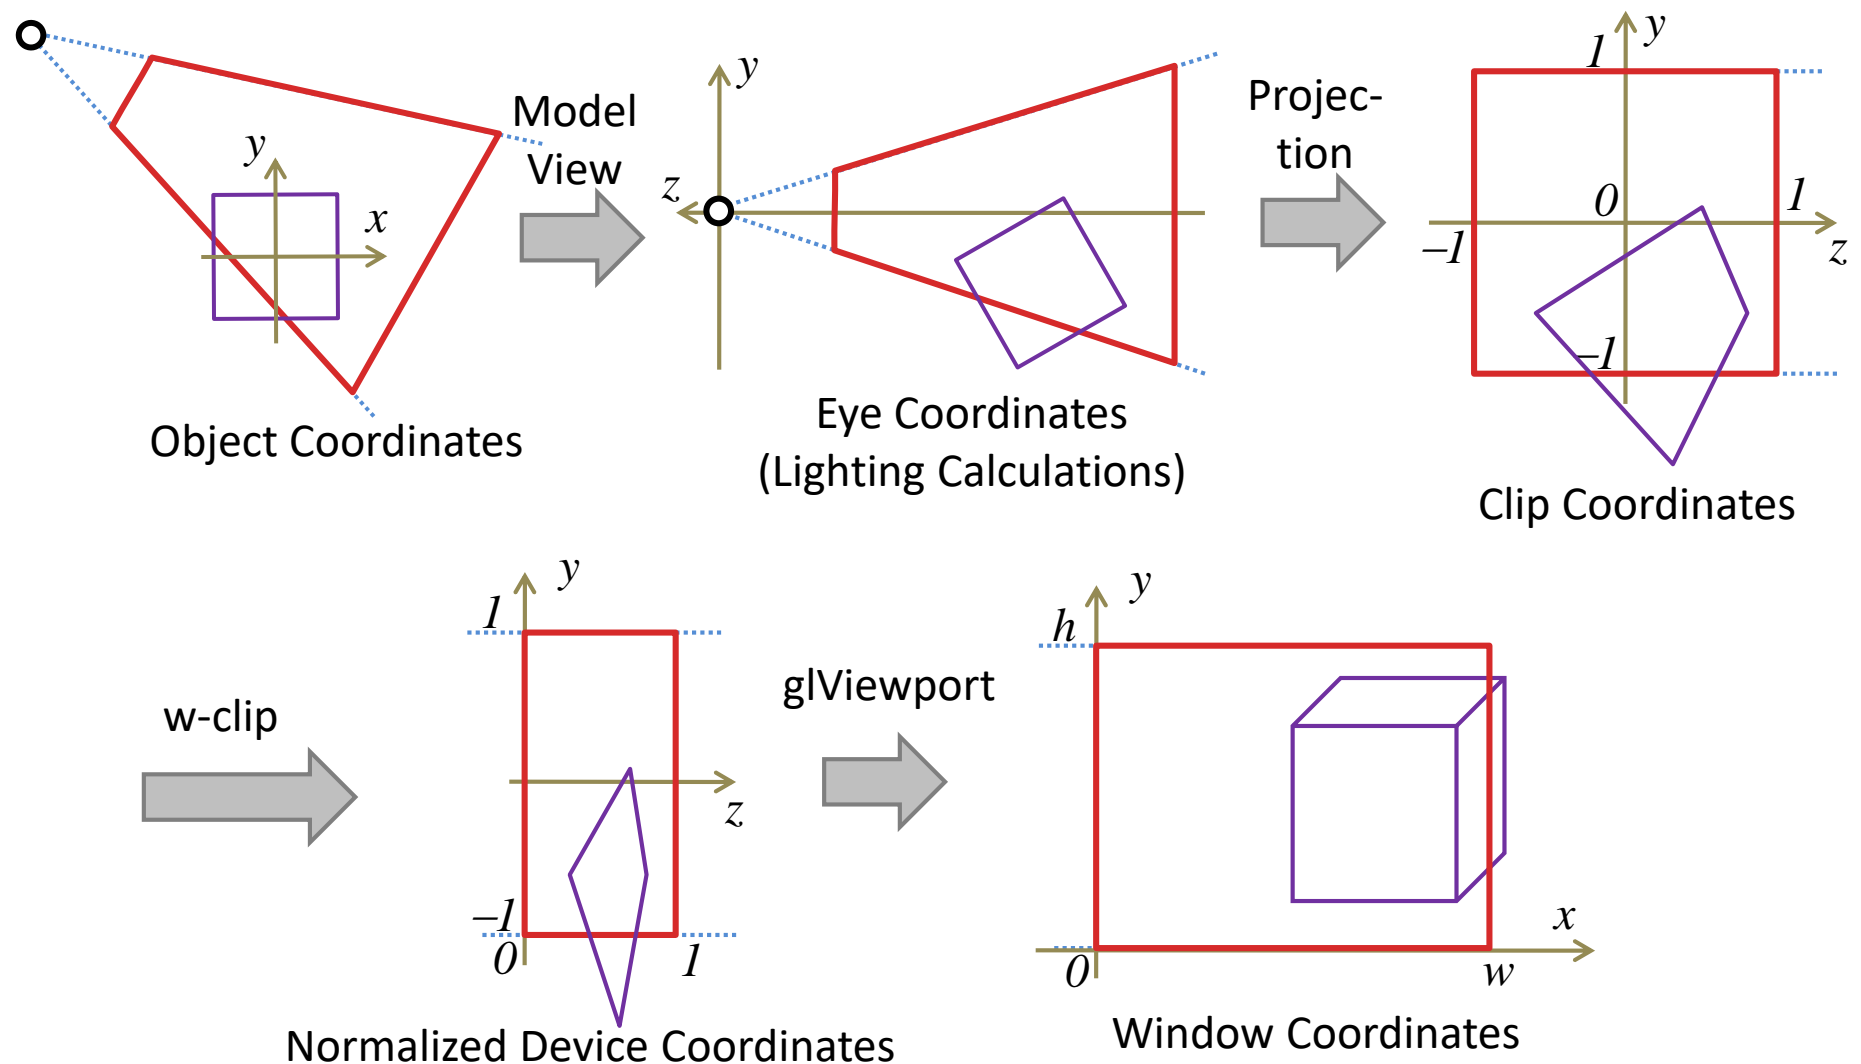 y
x
Object Coordinates
Model
View
y
z
Eye Coordinates
(Lighting Calculations)
Projec-
tion
y
1
0
1
−1
z
−1
Clip Coordinates
w-clip
y
1
z
−1
0
1
Normalized Device Coordinates
glViewport
y
h
x
0
w
Window Coordinates